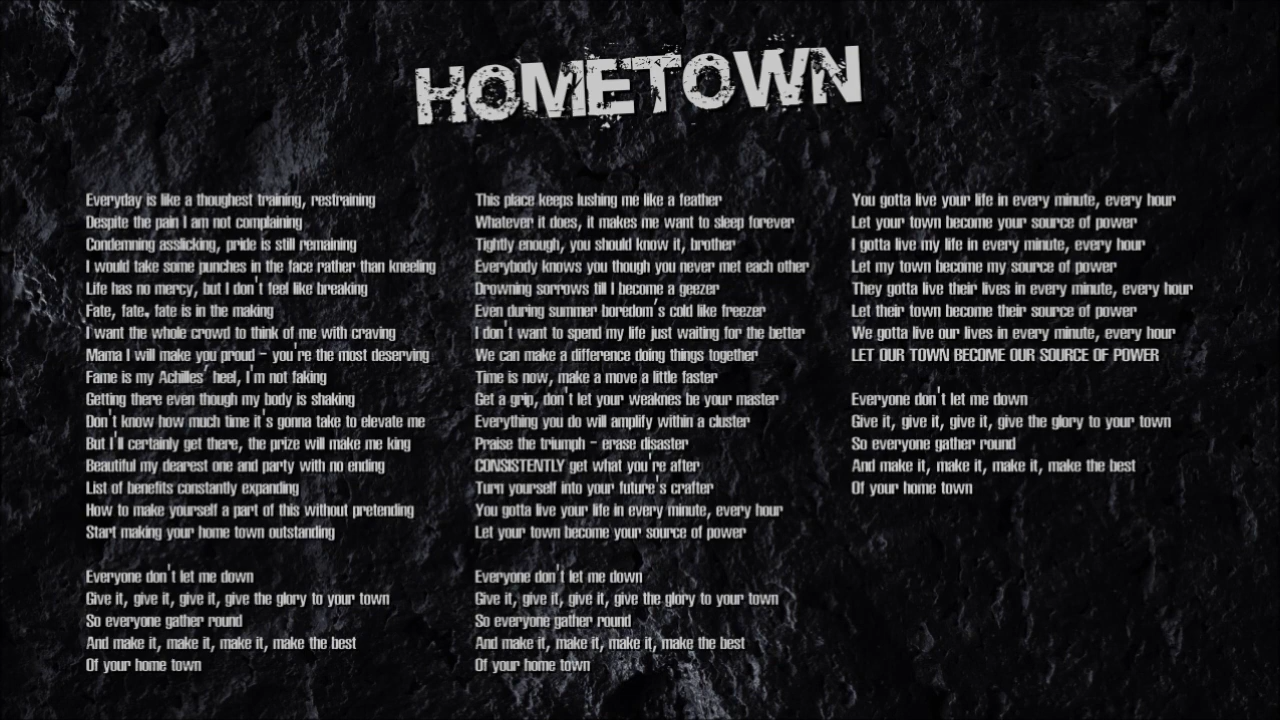 HOMETOWN
Everyday is like a thoughest training, restraining
Despite the pain I am not complaining
Condemning asslicking, pride is still remaining
I would take some punches in the face rather than kneeling
Life has no mercy, but I don't feel like breaking
Fate, fate, fate is in the making
I want the whole crowd to think of me with craving
Mama I will make you proud - you're the most deserving
Fame is my Achilles' heel, I'm not faking
Getting there even though my body is shaking
Don't know how much time it's gonna take to elevate me
But I'll certainly get there, the prize will make me king
Beautiful my dearest one and party with no ending
List of benefits constantly expanding
How to make yourself a part of this without pretending
Start making your home town outstanding
Everyone don't let me down
Give it, give it, give it, give the glory to your town
So everyone gather round
And make it, make it, make it, make the best
Of your home town
This place keeps lushing me like a feather
Whatever it does, it makes me want to sleep forever
Tightly enough, you should know it, brother
Everybody knows you though you never met each other
Drowning sorrows till I become a geezer
Even during summer boredom's cold like freezer
I don't want to spend my life just waiting for the better
We can make a difference doing things together
Time is now, make a move a little faster
Get a grip, don't let your weaknes be your master
Everything you do will amplify within a cluster
Praise the triumph - erase disaster
CONSISTENTLY get what you're after
Turn yourself into your future's crafter
You gotta live your life in every minute, every hour
Let your town become your source of power
Everyone don't let me down
Give it, give it, give it, give the glory to your town
So everyone gather round
And make it, make it, make it, make the best
Of your home town
You gotta live your life in every minute, every hour
Let your town become your source of power
I gotta live my life in every minute, every hour
Let my town become my source of power
They gotta live their lives in every minute, every hour
Let their town become their source of power
We gotta live our lives in every minute, every hour
LET OUR TOWN BECOME OUR SOURCE OF POWER
Everyone don't let me down
Give it, give it, give it, give the glory to your town
So everyone gather round
And make it, make it, make it, make the best
Of your home town